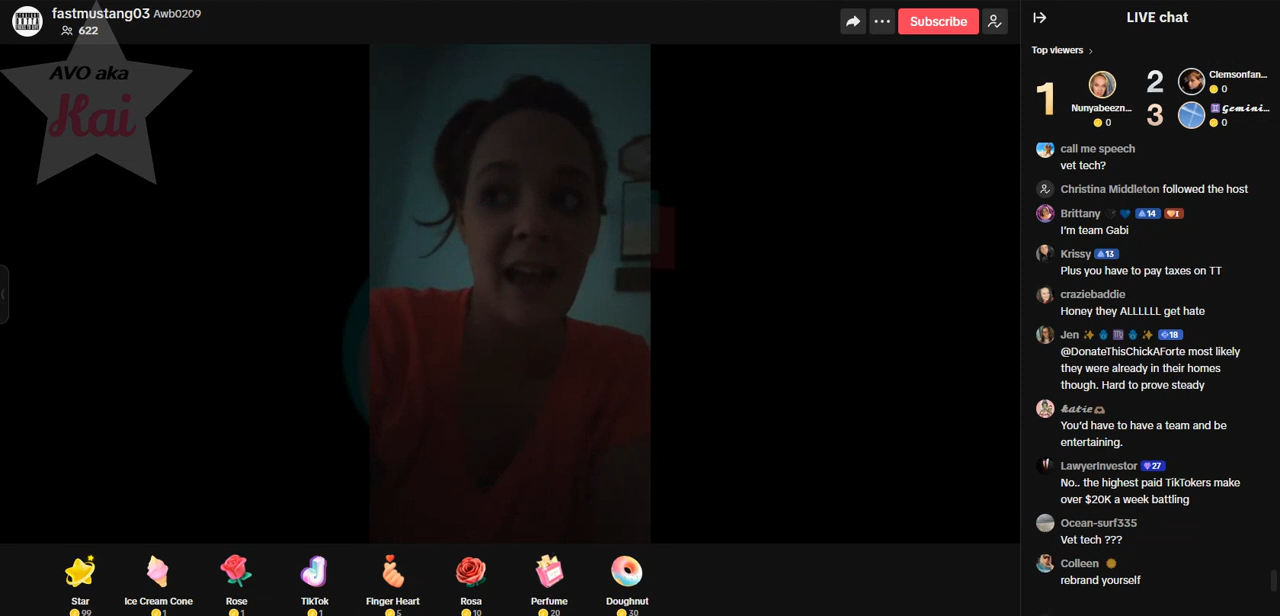 fastmustang03 Awb0209
622
Subscribe
AVO aka
Kai
LIVE chat
Top viewers
1
Nunyabeezn...
0
2
Clemsonfan...
0
3
♊ 𝓖𝓮𝓶𝓲𝓷𝓲...
0
call me speech
vet tech?
Christina Middleton followed the host
Brittany 14 I
I'm team Gabi
Krissy 13
Plus you have to pay taxes on TT
craziebaddie
Honey they ALLLLLL get hate
Jen ♍ 18
@DonateThisChickAForte most likely
they were already in their homes
though. Hard to prove steady
𝓴𝓪𝓽𝓲𝓮
You'd have to have a team and be
entertaining.
LawyerInvestor 27
No.. the highest paid TikTokers make
over $20K a week battling
Ocean-surf335
Vet tech ???
Colleen
rebrand yourself
Star
99
Ice Cream Cone
1
Rose
1
TikTok
1
Finger Heart
5
Rosa
10
Perfume
20
Doughnut
30